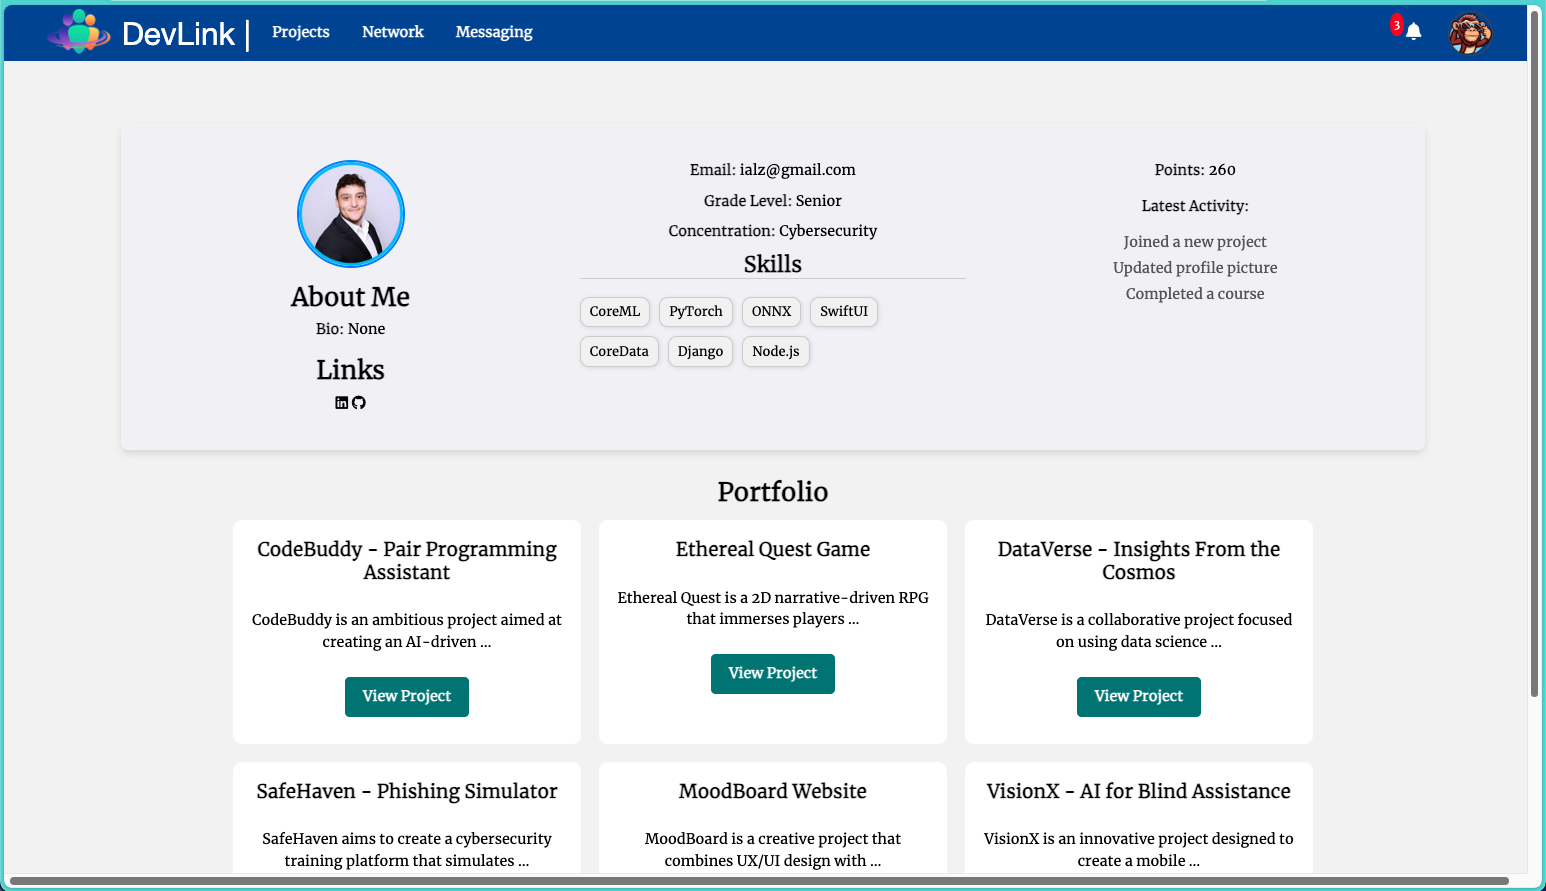 DevLink |
Projects
Network
Messaging
3
About Me
Bio: None
Links
Email: ialz@gmail.com
Grade Level: Senior
Concentration: Cybersecurity
Skills
CoreML
PyTorch
ONNX
SwiftUI
CoreData
Django
Node.js
Points: 260
Latest Activity:
Joined a new project
Updated profile picture
Completed a course
Portfolio
CodeBuddy - Pair Programming
Assistant
CodeBuddy is an ambitious project aimed at
creating an AI-driven ...
View Project
Ethereal Quest Game
Ethereal Quest is a 2D narrative-driven RPG
that immerses players ...
View Project
DataVerse - Insights From the
Cosmos
DataVerse is a collaborative project focused
on using data science ...
View Project
SafeHaven - Phishing Simulator
SafeHaven aims to create a cybersecurity
training platform that simulates ...
MoodBoard Website
MoodBoard is a creative project that
combines UX/UI design with ...
VisionX - AI for Blind Assistance
VisionX is an innovative project designed to
create a mobile ...